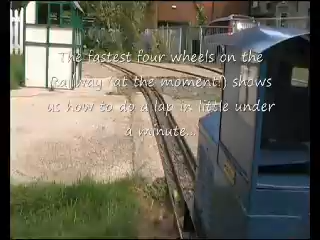 The fastest four wheels on the
Railway (at the moment!) shows
us how to do a lap in little under
a minute...